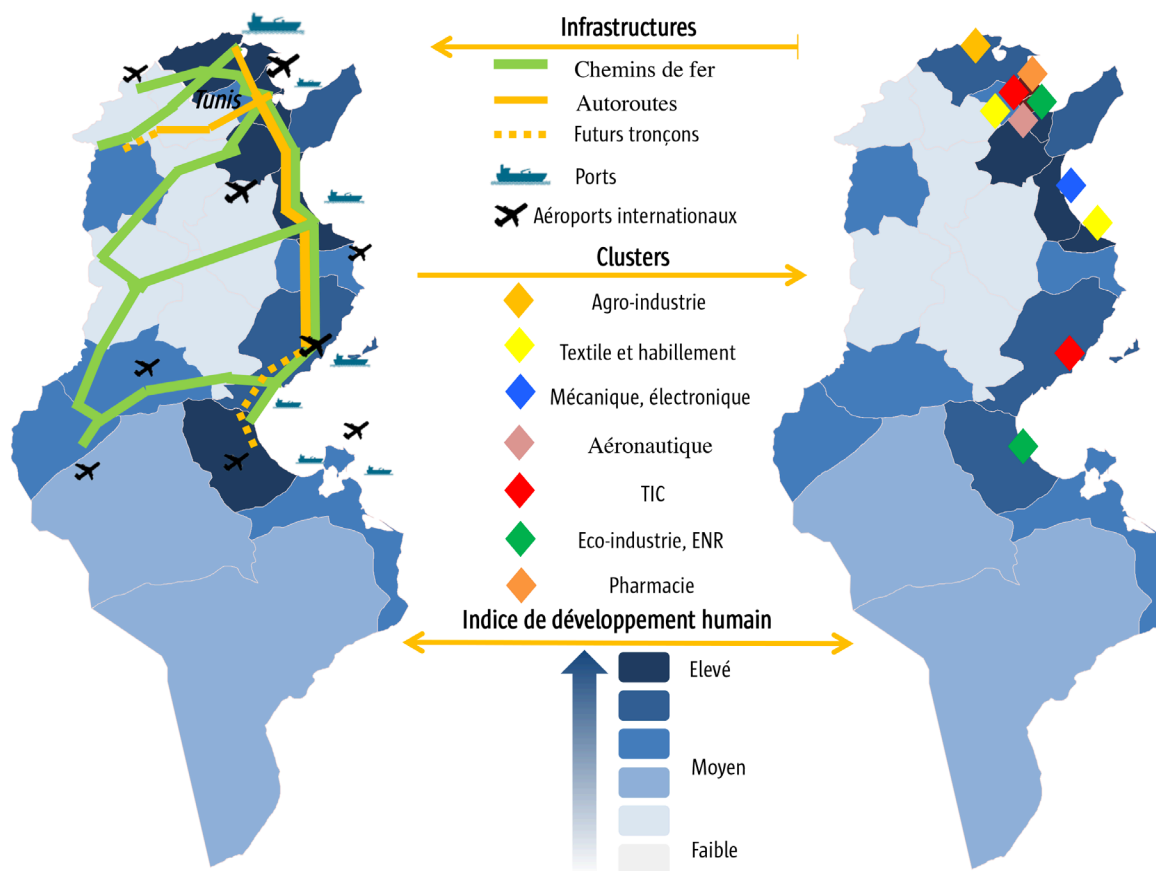 Infrastructures
Chemins de fer
Tunis
Autoroutes
Futurs tronçons
Ports
Aéroports internationaux
Clusters
Agro-industrie
Textile et habillement
Mécanique, électronique
Aéronautique
TIC
Eco-industrie, ENR
Pharmacie
Indice de développement humain
Elevé
Moyen
Faible